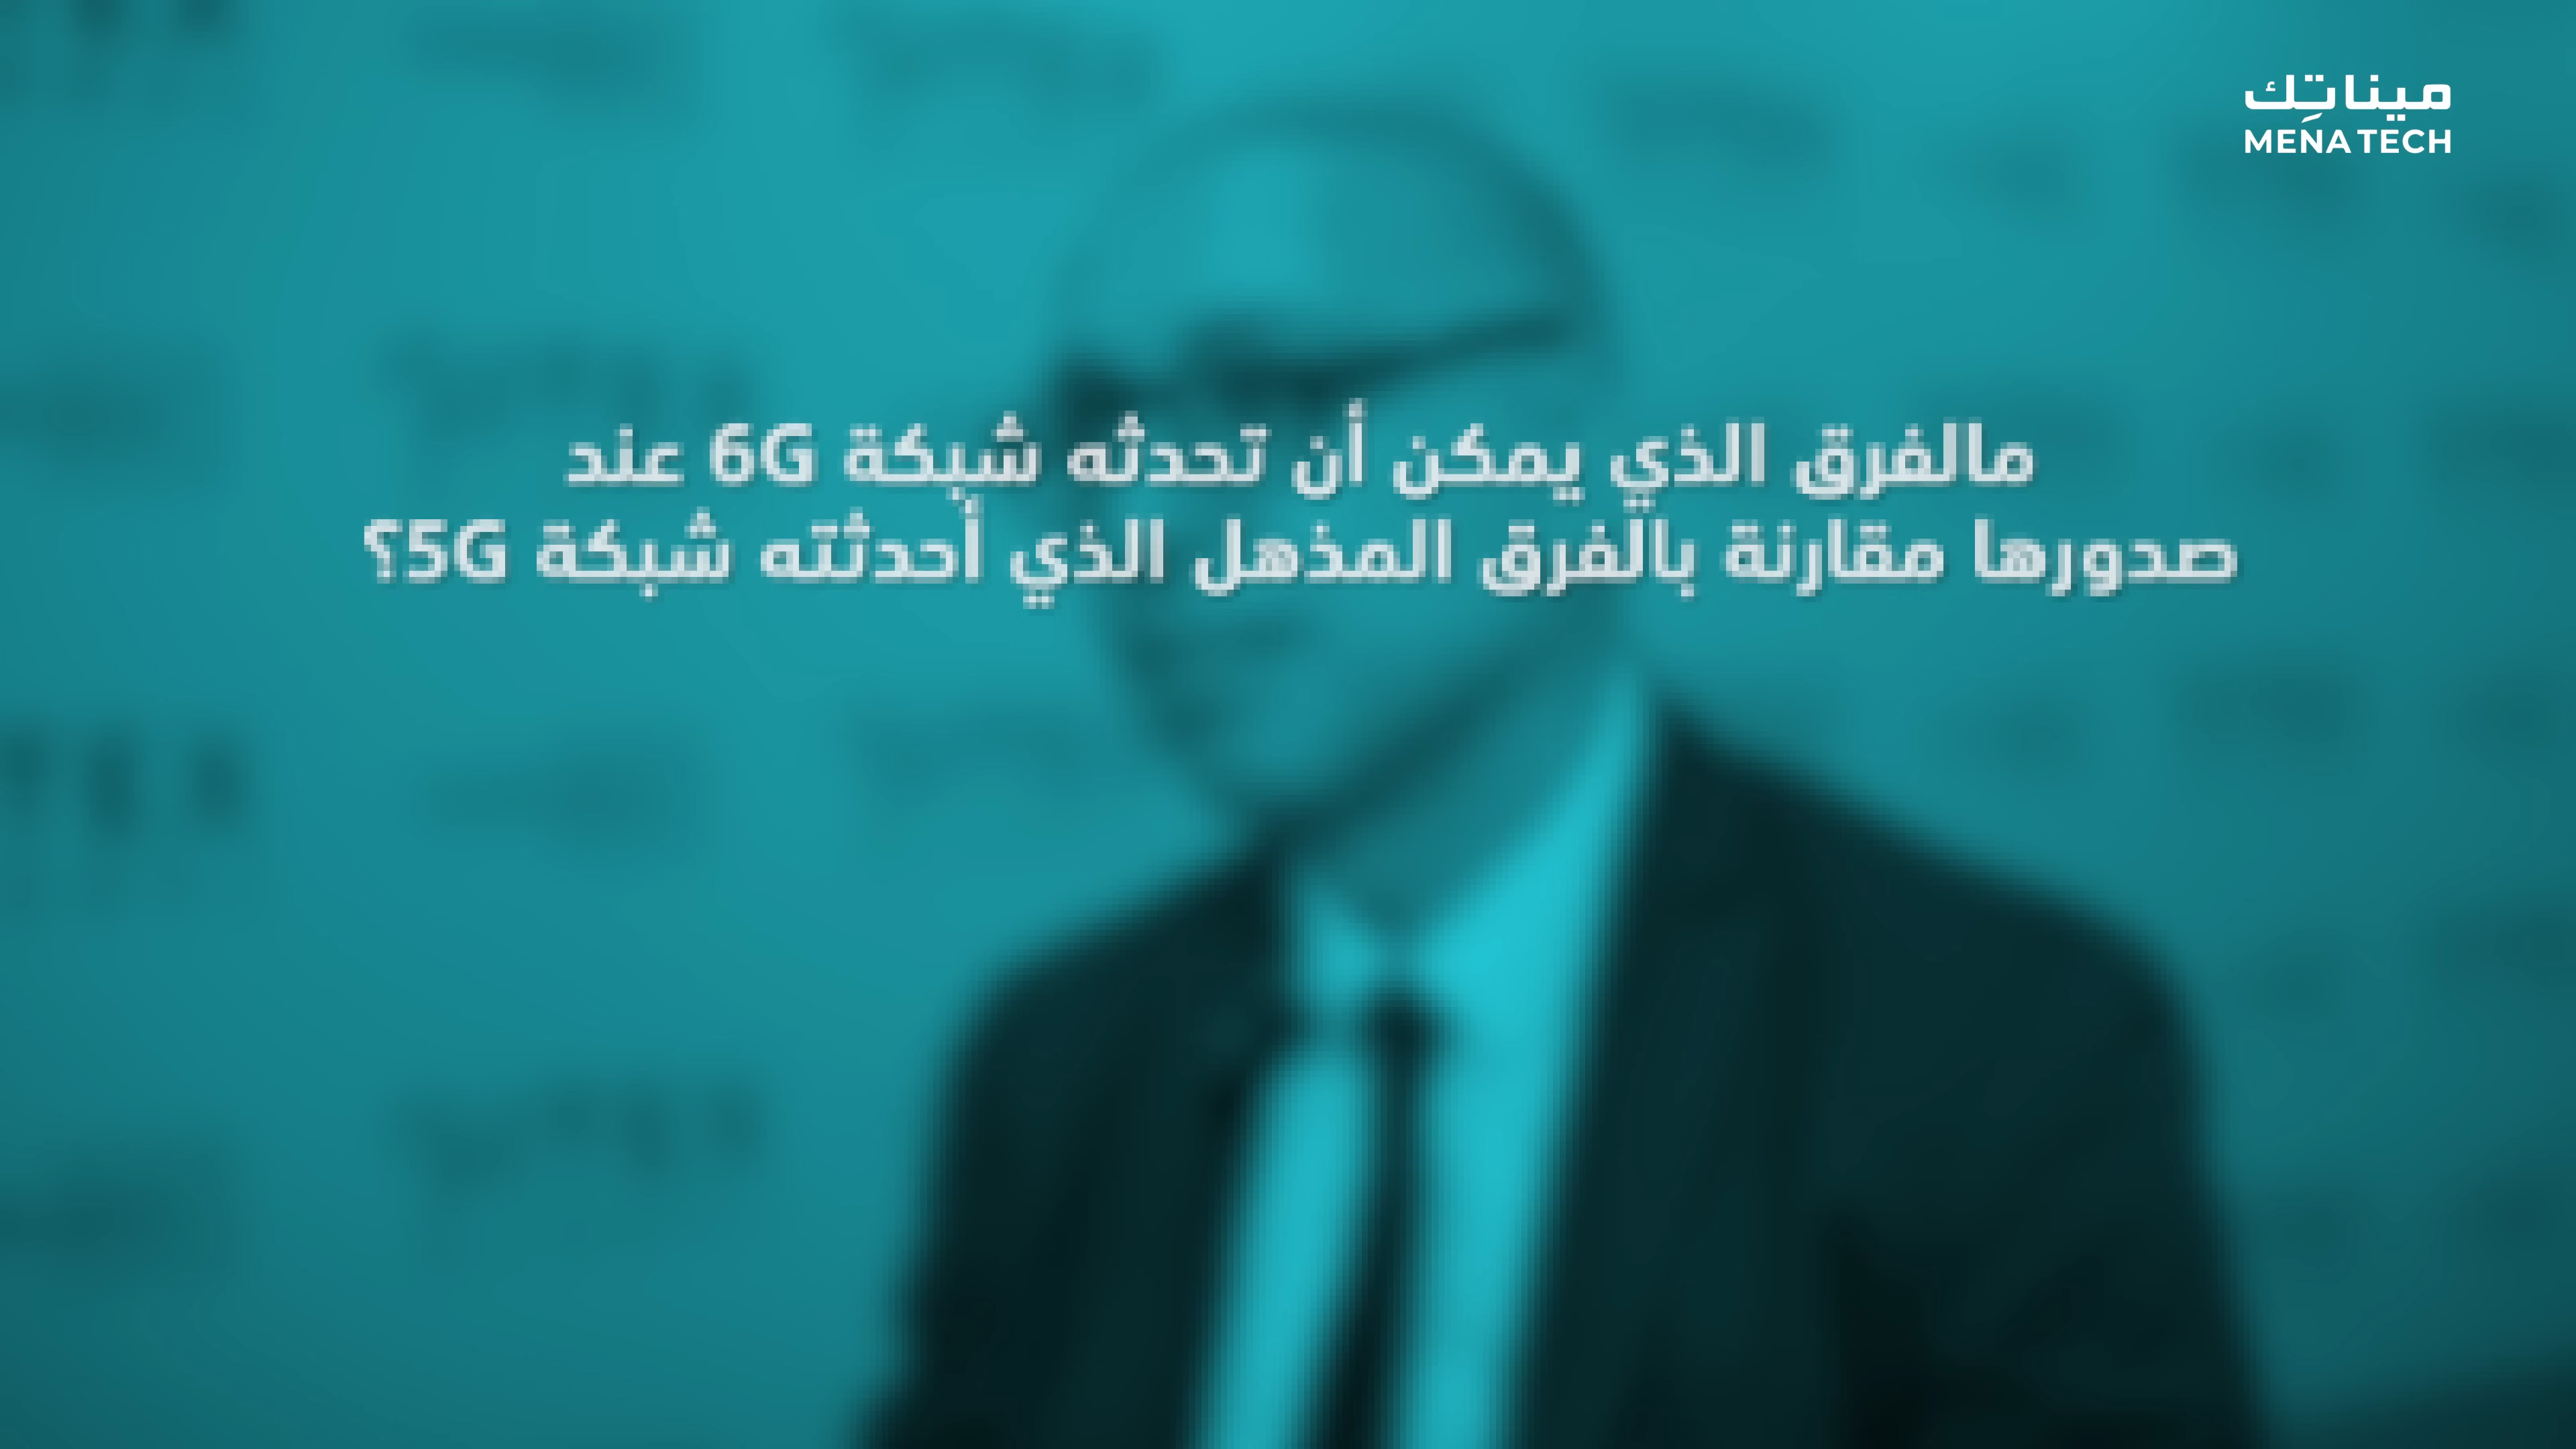 ميناتِك
MENA TECH
مالفرق الذي يمكن أن تحدثه شبكة 6G عند
صدورها مقارنة بالفرق المذهل الذي أحدثته شبكة 5G؟